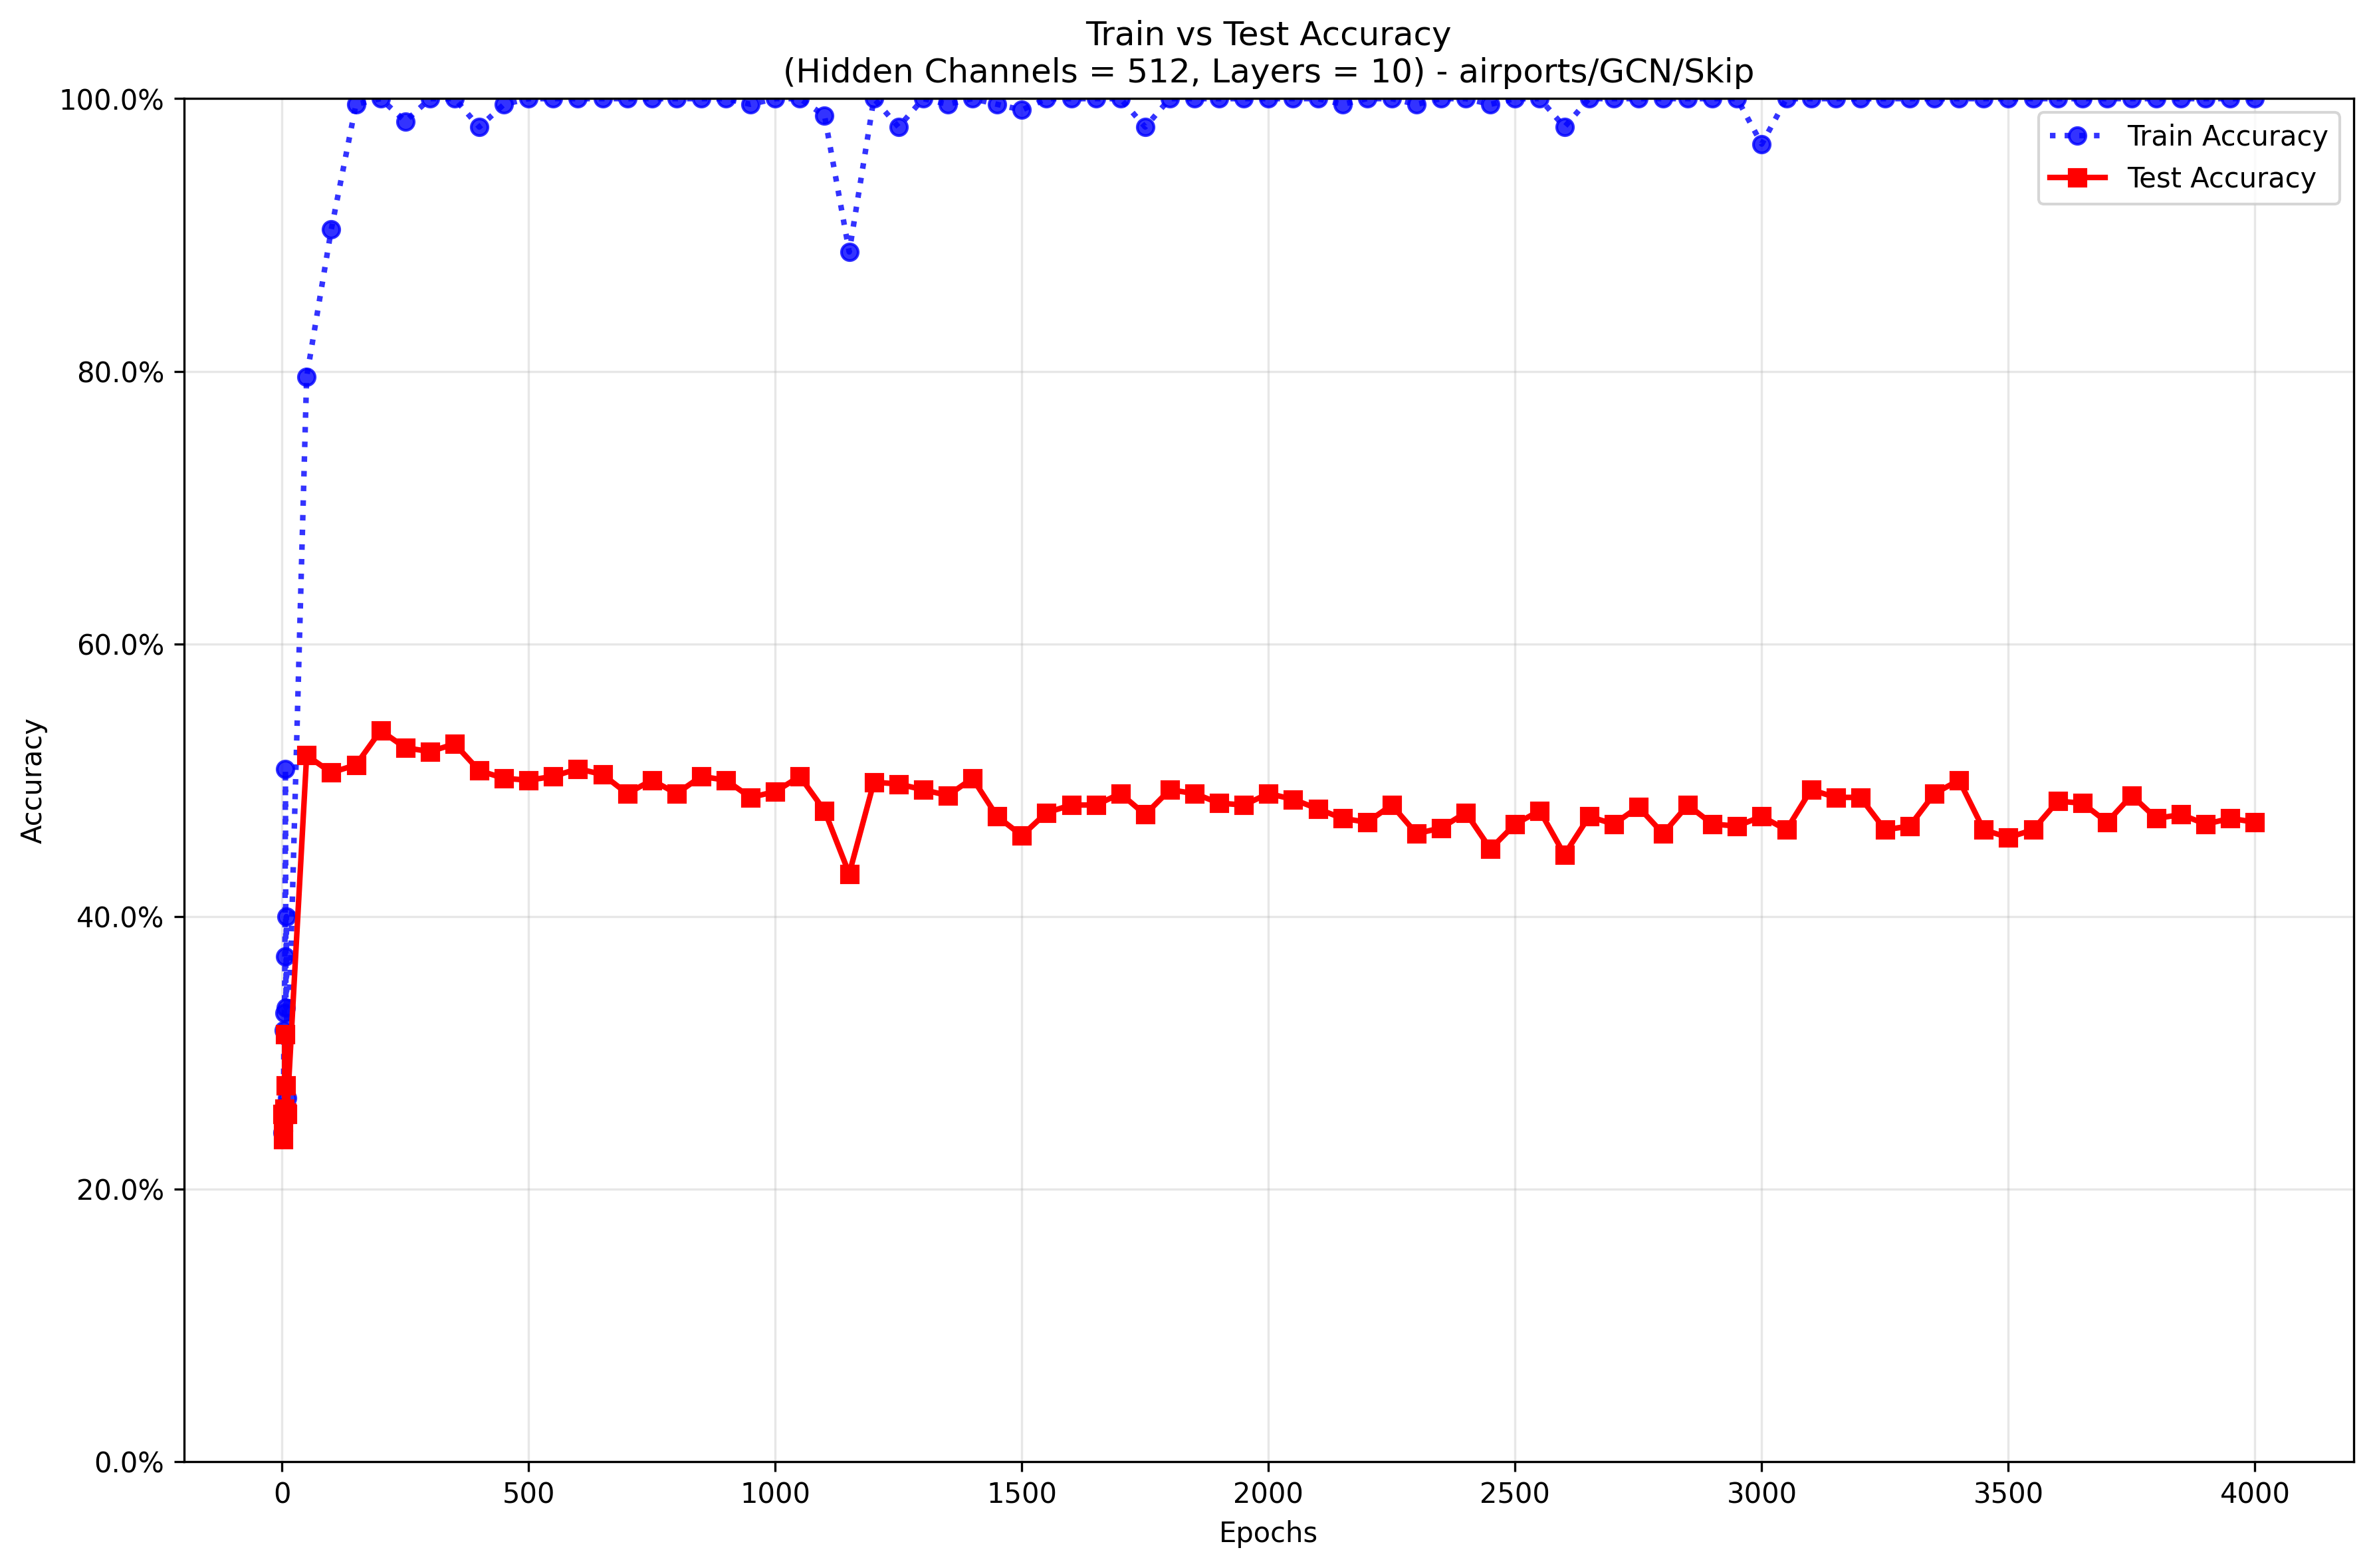 Train vs Test Accuracy
(Hidden Channels = 512, Layers = 10) - airports/GCN/Skip
100.0%
80.0%
60.0%
40.0%
20.0%
0.0%
Accuracy
Train Accuracy
Test Accuracy
0 500 1000 1500 2000 2500 3000 3500 4000
Epochs